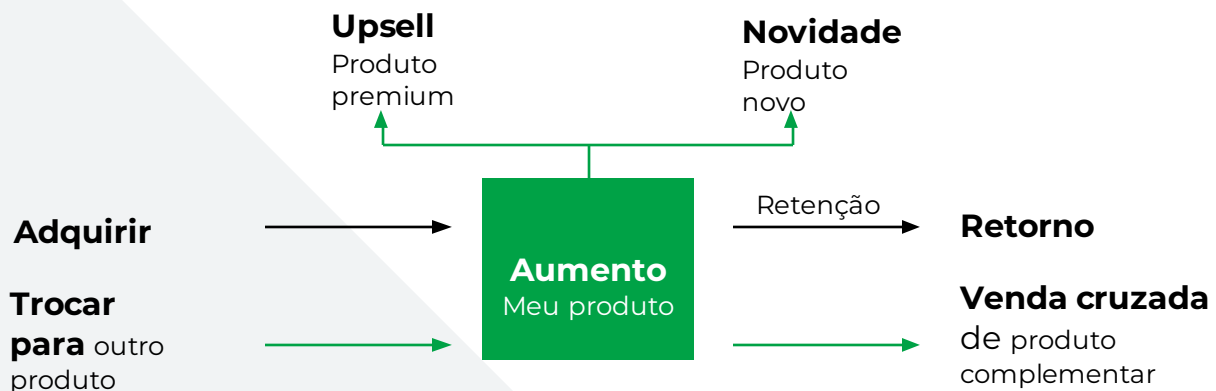 Upsell
Produto
premium
Novidade
Produto
novo
Adquirir
Retenção
Retorno
Aumento
Meu produto
Trocar
para outro
produto
Venda cruzada
de produto
complementar